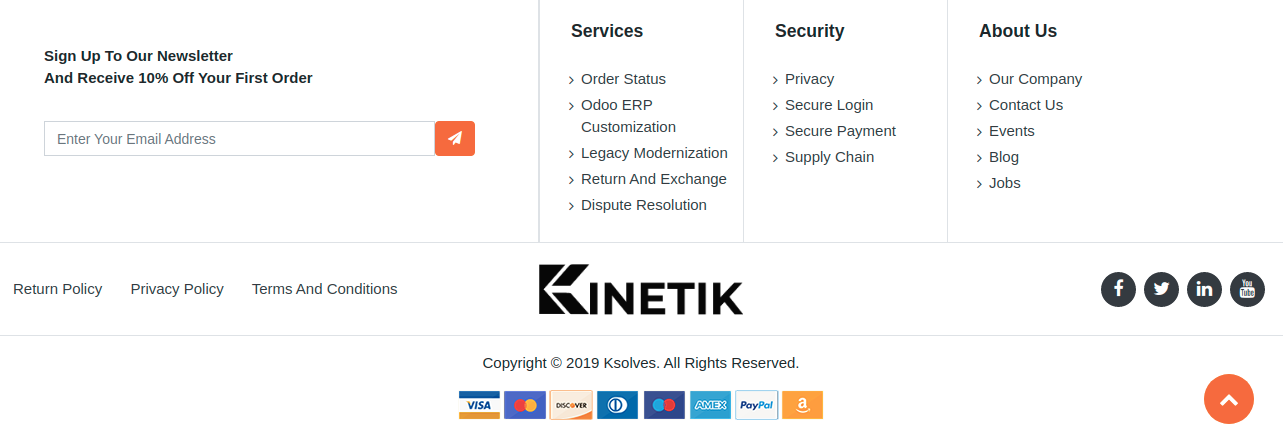 Sign Up To Our Newsletter
And Receive 10% Off Your First Order
Enter Your Email Address
Services
Order Status
Odoo ERP
Customization
Legacy Modernization
Return And Exchange
Dispute Resolution
Security
Privacy
Secure Login
Secure Payment
Supply Chain
About Us
Our Company
Contact Us
Events
Blog
Jobs
Return Policy
Privacy Policy
Terms And Conditions
KINETIK
You
Tube
Copyright © 2019 Ksolves. All Rights Reserved.
VISA
DISCOVER
AMEX
PayPal